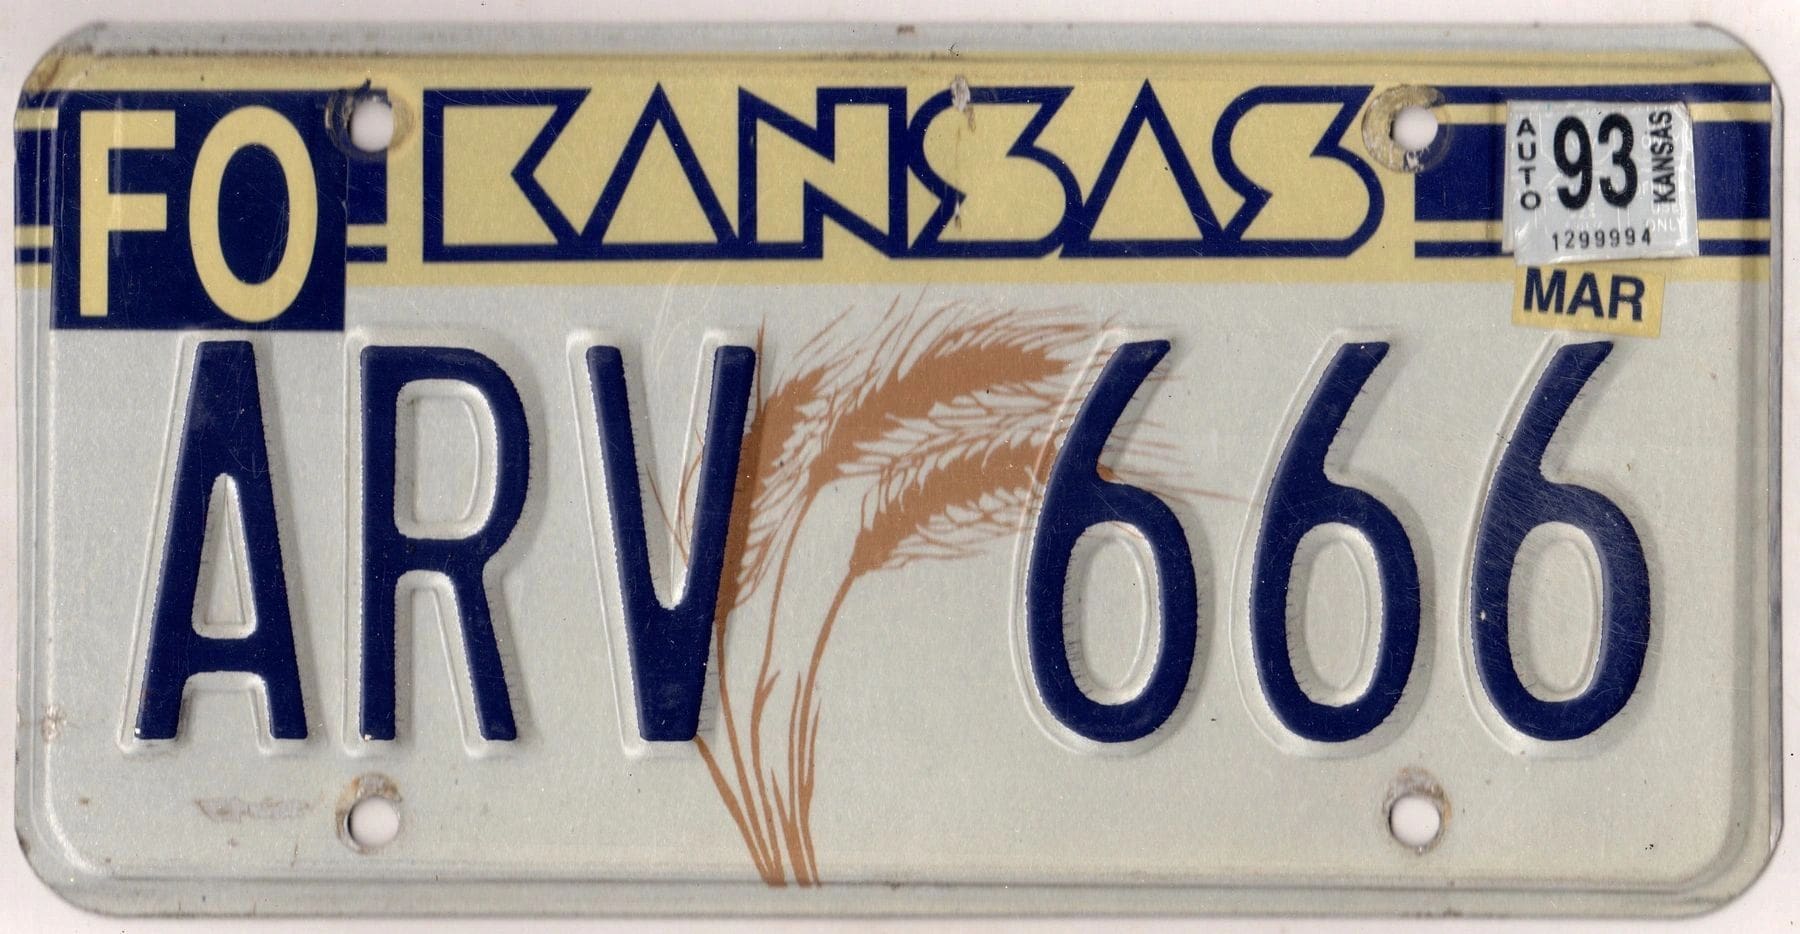 FO
KANSAS
AUTO
93
KANSAS
1299994
MAR
ARV 666